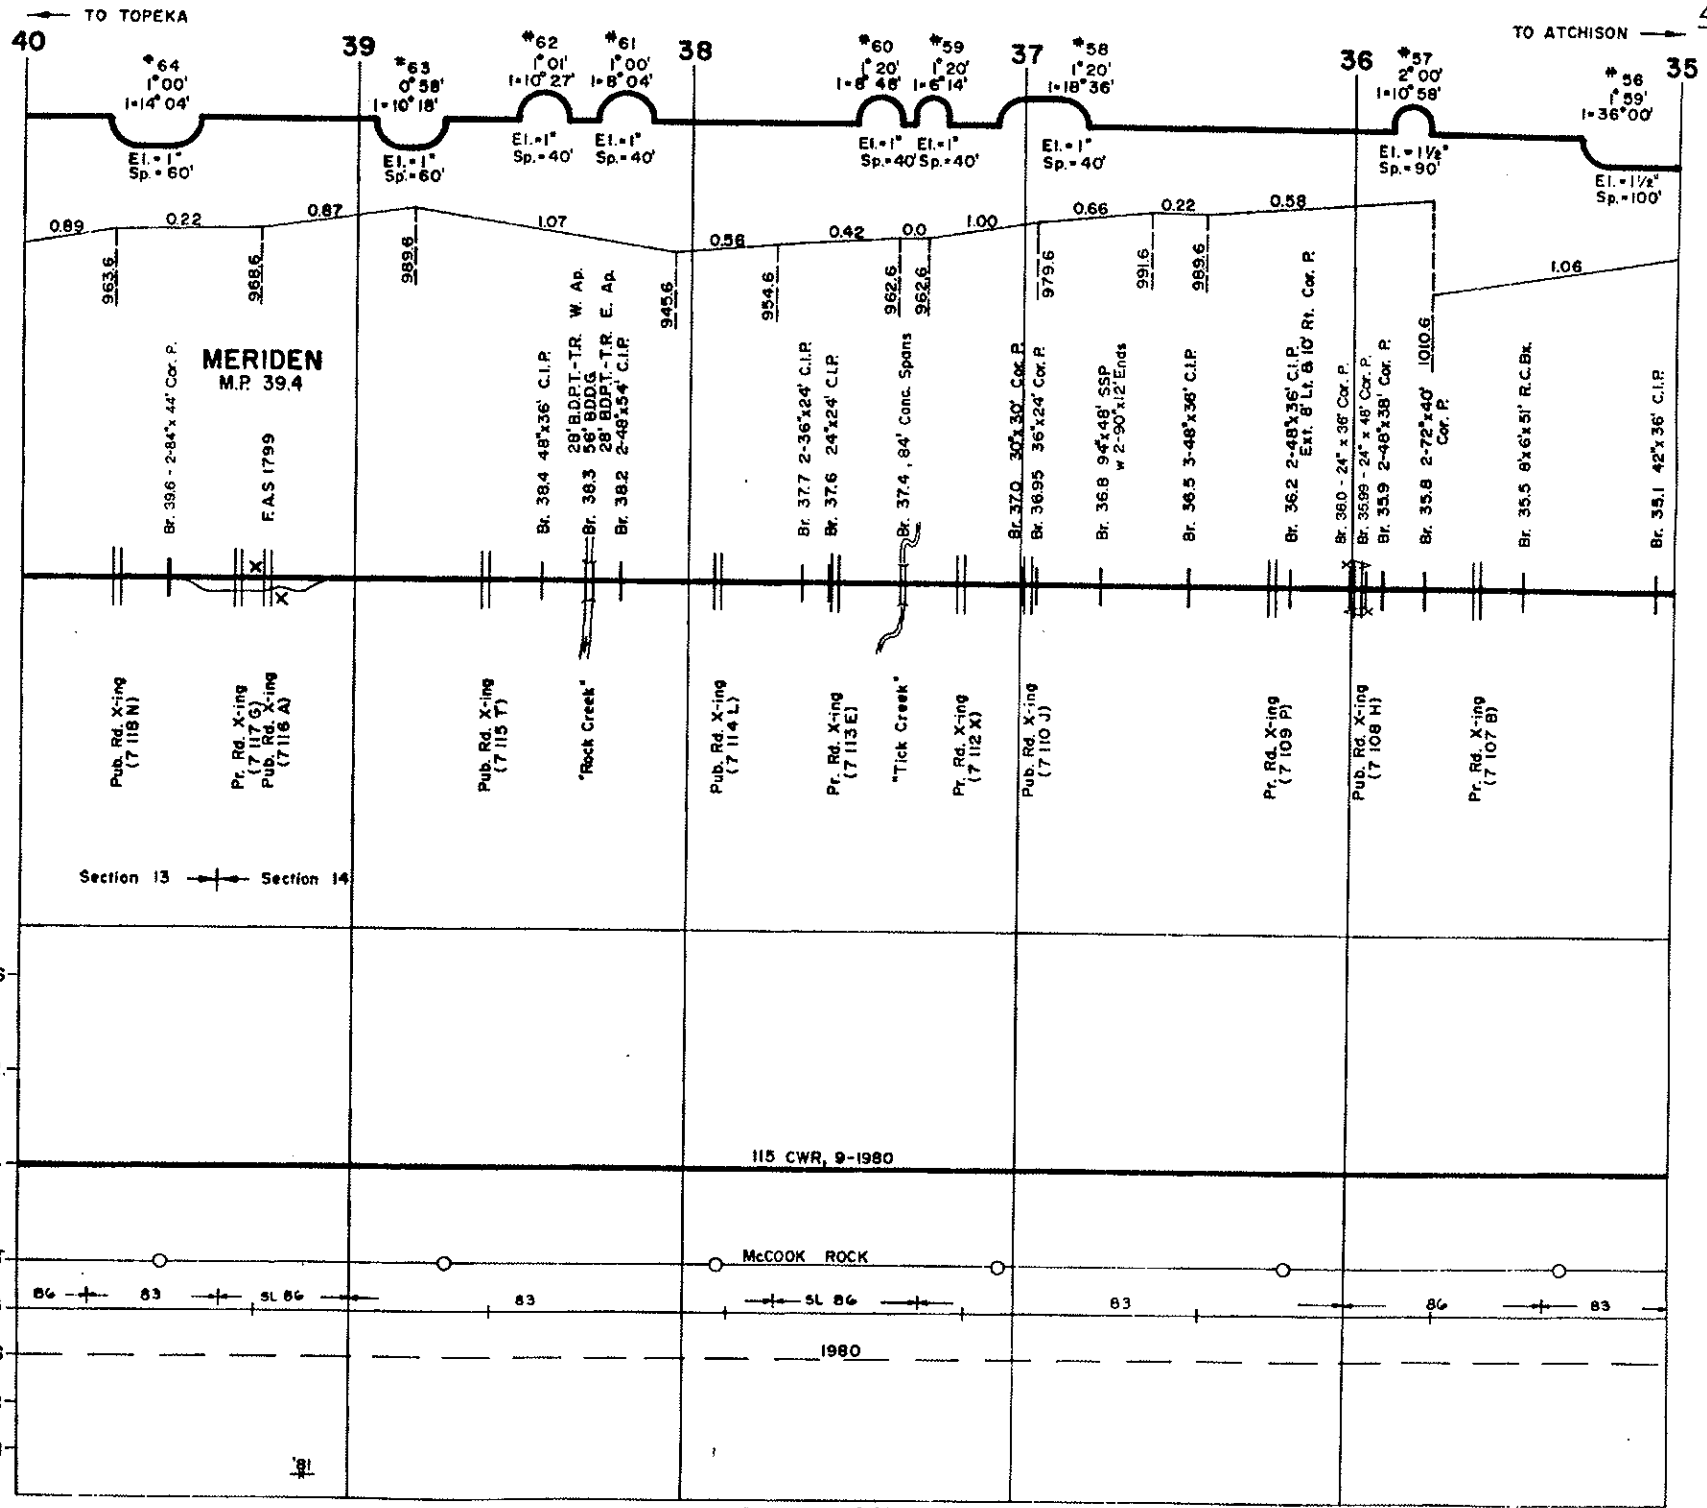 ← TO TOPEKA
TO ATCHISON →
4
40
39
38
37
36
35
#64
1°00'
I=14°04'
El.=1"
Sp.=60'
#63
0°58'
I=10°18'
El.=1"
Sp.=60'
#62
1°01'
I=10°27'
El.=1"
Sp.=40'
#61
1°00'
I=8°04'
El.=1"
Sp.=40'
#60
1°20'
I=8°48'
El.=1"
Sp.=40'
#59
1°20'
I=6°14'
El.=1"
Sp.=40'
#58
1°20'
I=18°36'
El.=1"
Sp.=40'
#57
2°00'
I=10°58'
El.=1½"
Sp.=90'
#56
1°59'
I=36°00'
El.=1½"
Sp.=100'
0.89
0.22
0.87
1.07
0.56
0.42
0.0
1.00
0.66
0.22
0.58
1.06
963.6
968.6
989.6
945.6
954.6
962.6
962.6
979.6
991.6
989.6
1010.6
MERIDEN
M.P. 39.4
Br. 39.6 - 2-84"x 44' Cor. P.
F.A.S 1799
Br. 38.4 48"x36' C.I.P.
28' B.D.P.T.-T.R. W. Ap.
Br. 38.3 56' B.D.D.G.
28' B.D.P.T.-T.R. E. Ap.
Br. 38.2 2-48"x54' C.I.P.
Br. 37.7 2-36"x24' C.I.P.
Br. 37.6 24"x24' C.I.P.
Br. 37.4, 84' Conc. Spans
Br. 37.0 30"x 30' Cor. P.
Br. 36.95 36"x24' Cor. P.
Br. 36.8 94"x48' SSP
w 2-90"x12' Ends
Br. 36.5 3-48"x36' C.I.P.
Br. 36.2 2-48"x36' C.I.P.
Ext. 8' Lt. & 10' Rt. Cor. P.
Br. 36.0 - 24" x 36' Cor. P.
Br. 35.99 - 24" x 48' Cor. P.
Br. 35.9 2-48"x38' Cor. P.
Br. 35.8 2-72"x40'
Cor. P.
Br. 35.5 8'x6'x 51' R.C.Bx.
Br. 35.1 42"x36' C.I.P.
X
X
X
X
Pub. Rd. X-ing
(7 118 N)
Pr. Rd. X-ing
(7 117 G)
Pub. Rd. X-ing
(7 116 A)
Pub. Rd. X-ing
(7 115 T)
"Rock Creek"
Pub. Rd. X-ing
(7 114 L)
Pr. Rd. X-ing
(7 113 E)
"Tick Creek"
Pr. Rd. X-ing
(7 112 X)
Pub. Rd. X-ing
(7 110 J)
Pr. Rd. X-ing
(7 109 P)
Pub. Rd. X-ing
(7 108 H)
Pr. Rd. X-ing
(7 107 B)
Section 13
Section 14
115 CWR, 9-1980
McCOOK ROCK
86
83
SL 86
83
SL 86
83
86
83
1980
'81